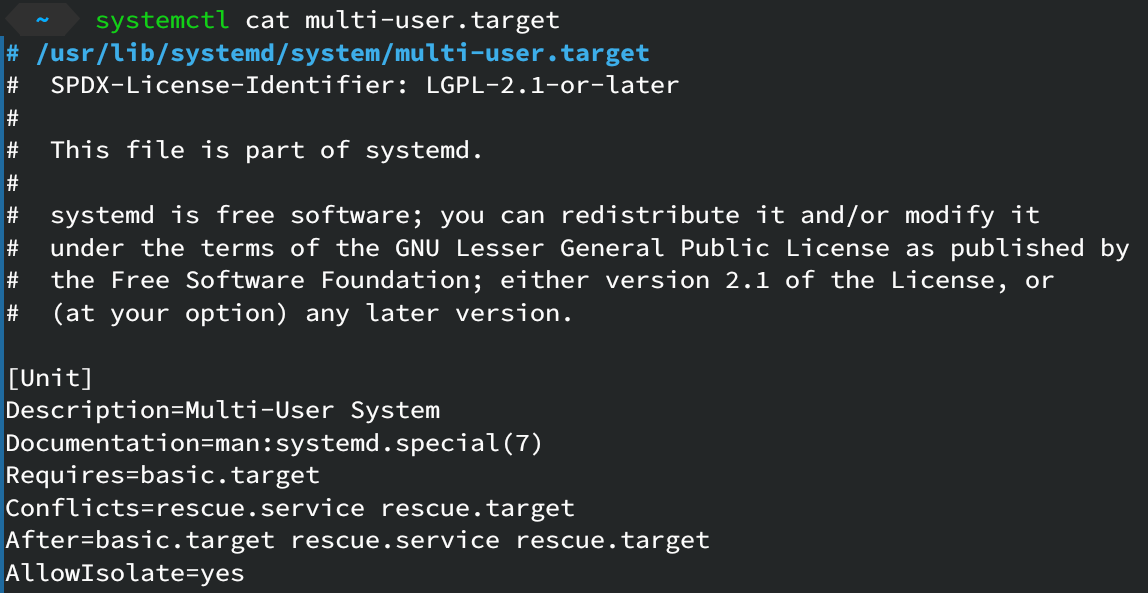 ~ systemctl cat multi-user.target
# /usr/lib/systemd/system/multi-user.target
#  SPDX-License-Identifier: LGPL-2.1-or-later
#
#  This file is part of systemd.
#
#  systemd is free software; you can redistribute it and/or modify it
#  under the terms of the GNU Lesser General Public License as published by
#  the Free Software Foundation; either version 2.1 of the License, or
#  (at your option) any later version.

[Unit]
Description=Multi-User System
Documentation=man:systemd.special(7)
Requires=basic.target
Conflicts=rescue.service rescue.target
After=basic.target rescue.service rescue.target
AllowIsolate=yes